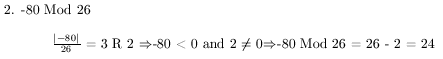 2. -80 Mod 26
|−80|/26 = 3 R 2 ⇒-80 < 0 and 2 ≠ 0⇒-80 Mod 26 = 26 - 2 = 24